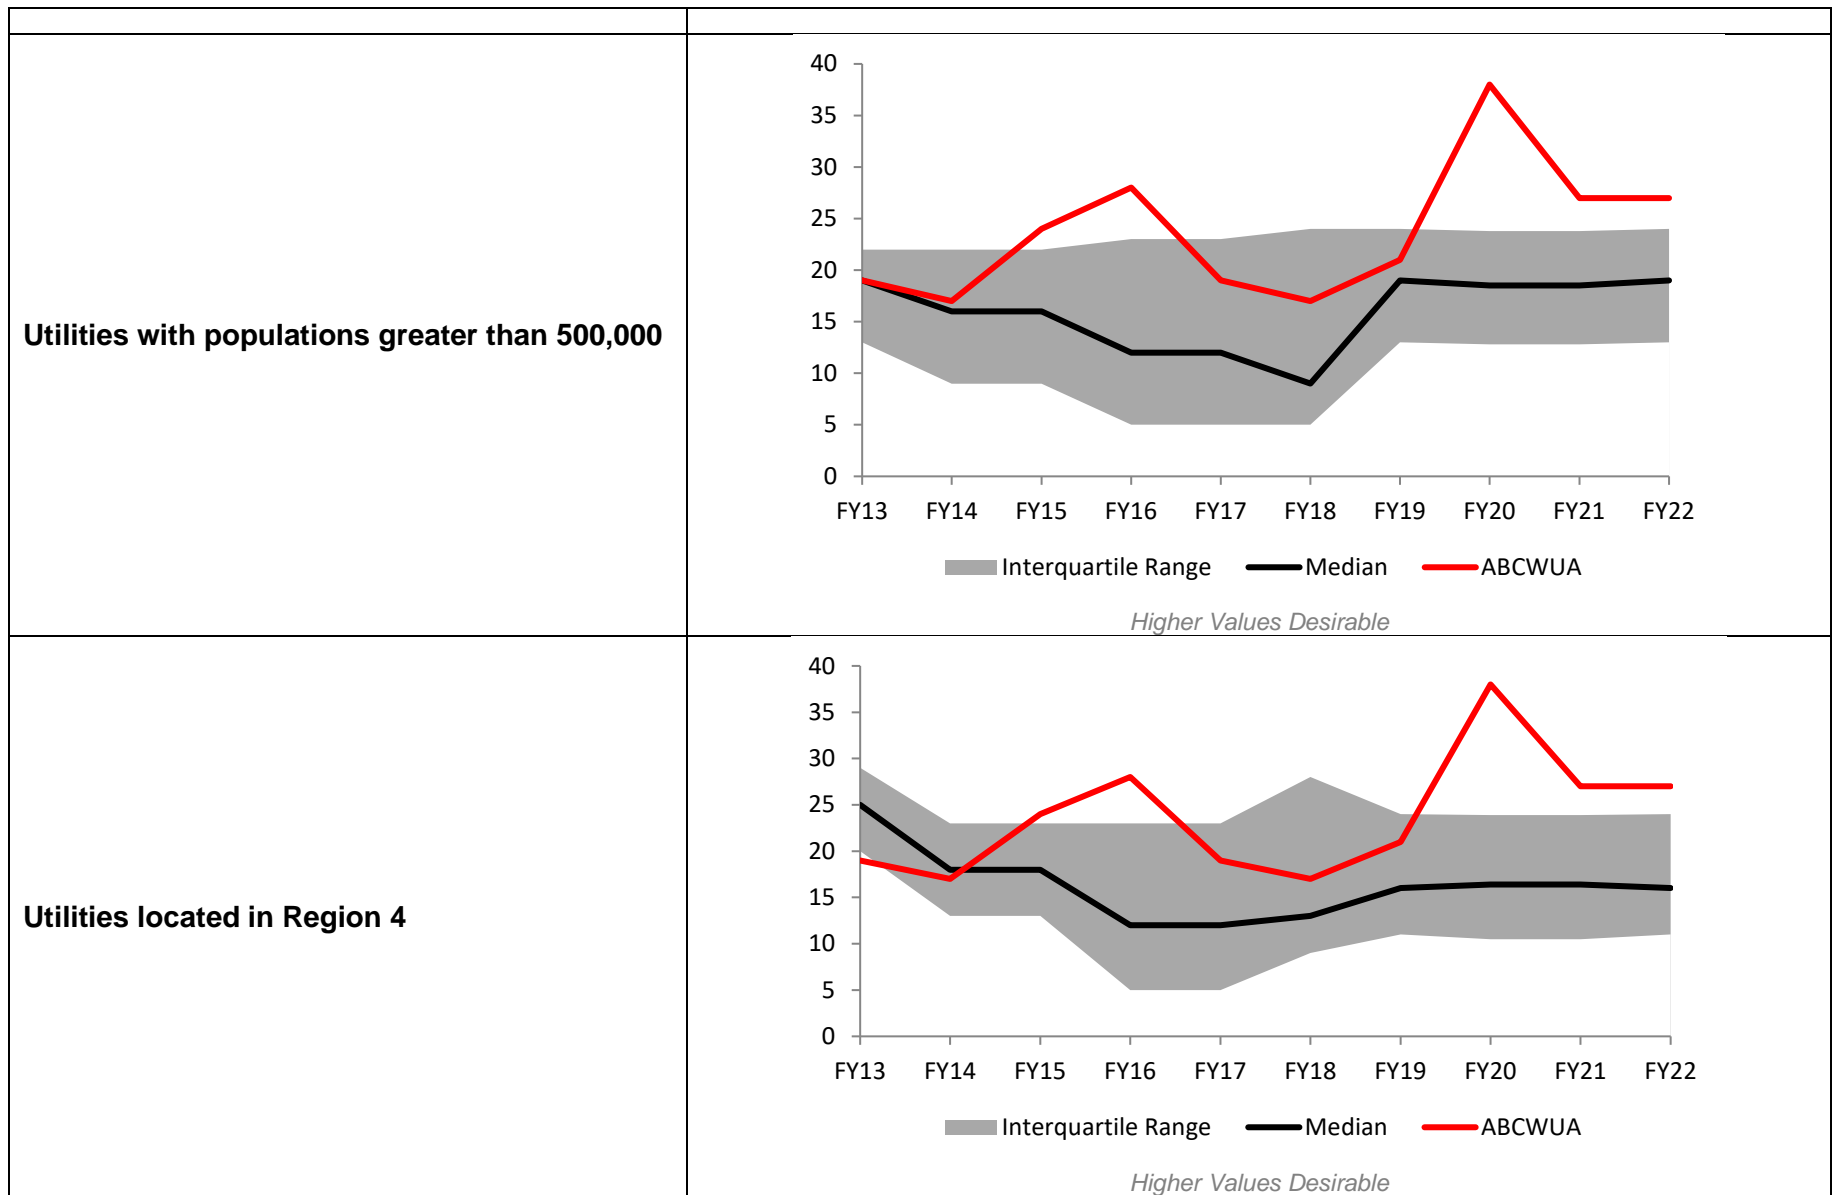 Utilities with populations greater than 500,000
40
35
30
25
20
15
10
5
0
FY13 FY14 FY15 FY16 FY17 FY18 FY19 FY20 FY21 FY22
Interquartile Range Median ABCWUA
Higher Values Desirable
Utilities located in Region 4
40
35
30
25
20
15
10
5
0
FY13 FY14 FY15 FY16 FY17 FY18 FY19 FY20 FY21 FY22
Interquartile Range Median ABCWUA
Higher Values Desirable